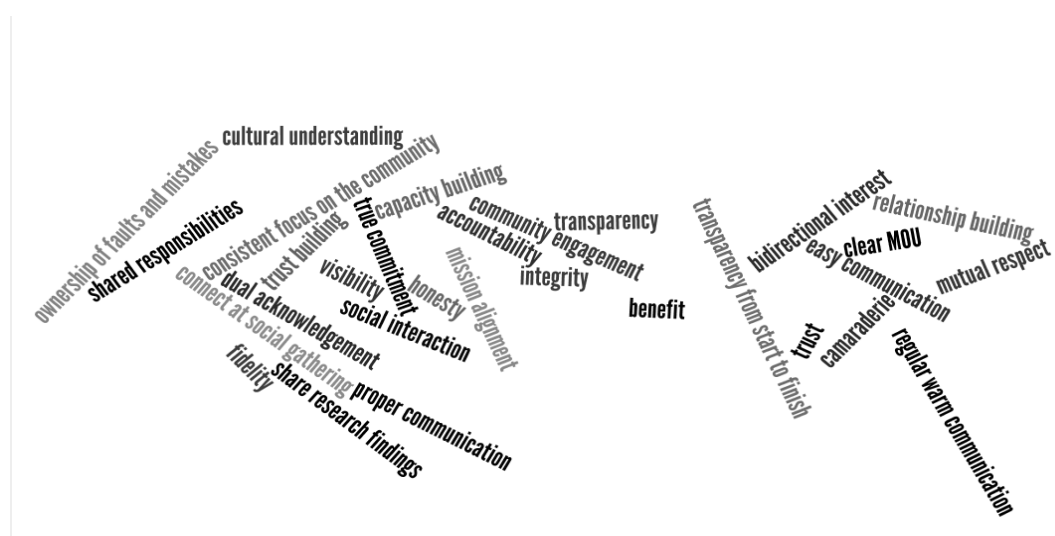 cultural understanding
ownership of faults and mistakes
shared responsibilities
consistent focus on the community
trust building
capacity building
true commitment
community engagement
accountability
transparency
integrity
visibility
honesty
mission alignment
benefit
connect at social gathering
dual acknowledgement
social interaction
fidelity
share research findings
proper communication
transparency from start to finish
bidirectional interest
relationship building
clear MOU
easy communication
mutual respect
trust
camaraderie
regular warm communication